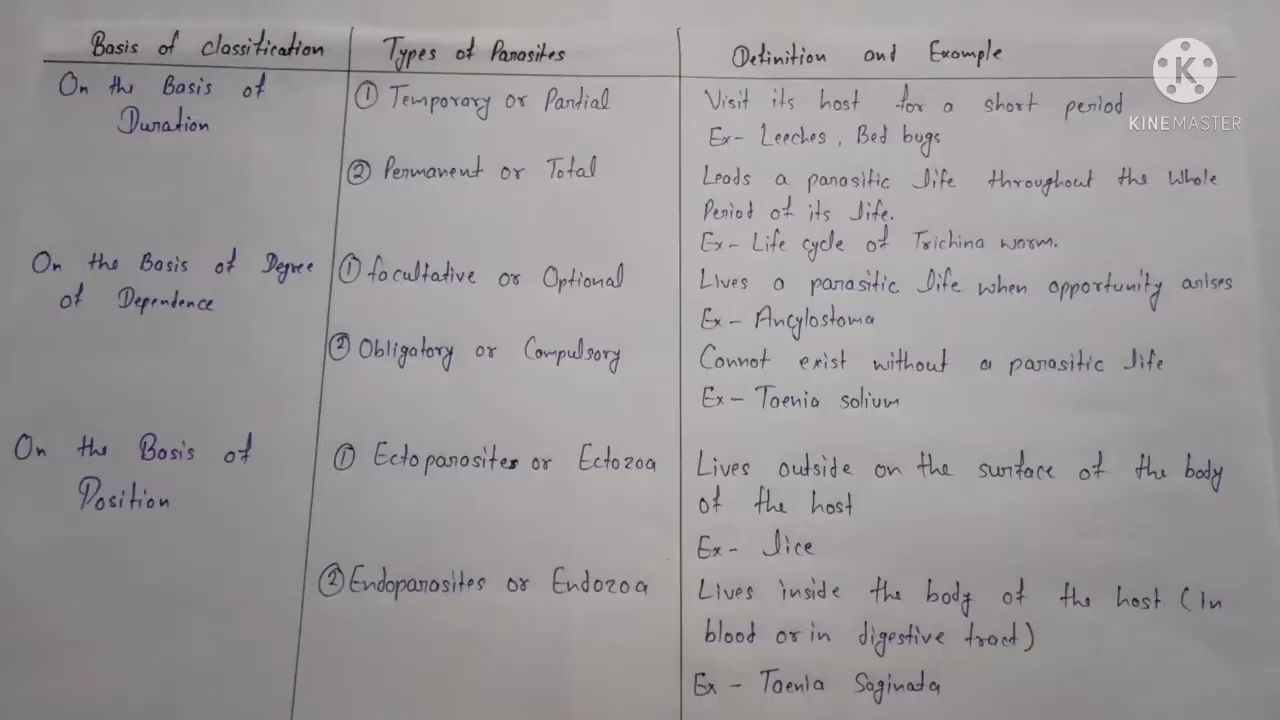 Basis of Classification Types of Parasites Definition and Example
On the Basis of
Duration
① Temporary or Partial
Visit its host for a short period
Ex- Leeches, Bed bugs
② Permanent or Total
Leads a parasitic life throughout the whole
Period of its life.
Ex- Life cycle of Trichina worm.
On the Basis of Degree
of Dependence
① facultative or Optional
Lives a parasitic life when opportunity arises
Ex- Ancylostoma
② Obligatory or Compulsory
Cannot exist without a parasitic life
Ex- Taenia solium
On the Basis of
Position
① Ectoparasites or Ectozoa
Lives outside on the surface of the body
of the host
Ex- lice
② Endoparasites or Endozoa
Lives inside the body of the host (In
blood or in digestive tract)
Ex - Taenia Saginata
K
KINEMASTER